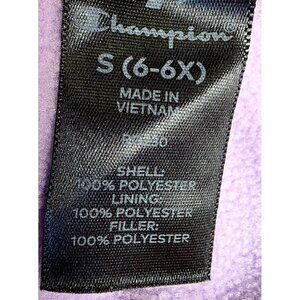 Champion
S (6-6X)
MADE IN
VIETNAM
SHELL:
100% POLYESTER
LINING:
100% POLYESTER
FILLER:
100% POLYESTER